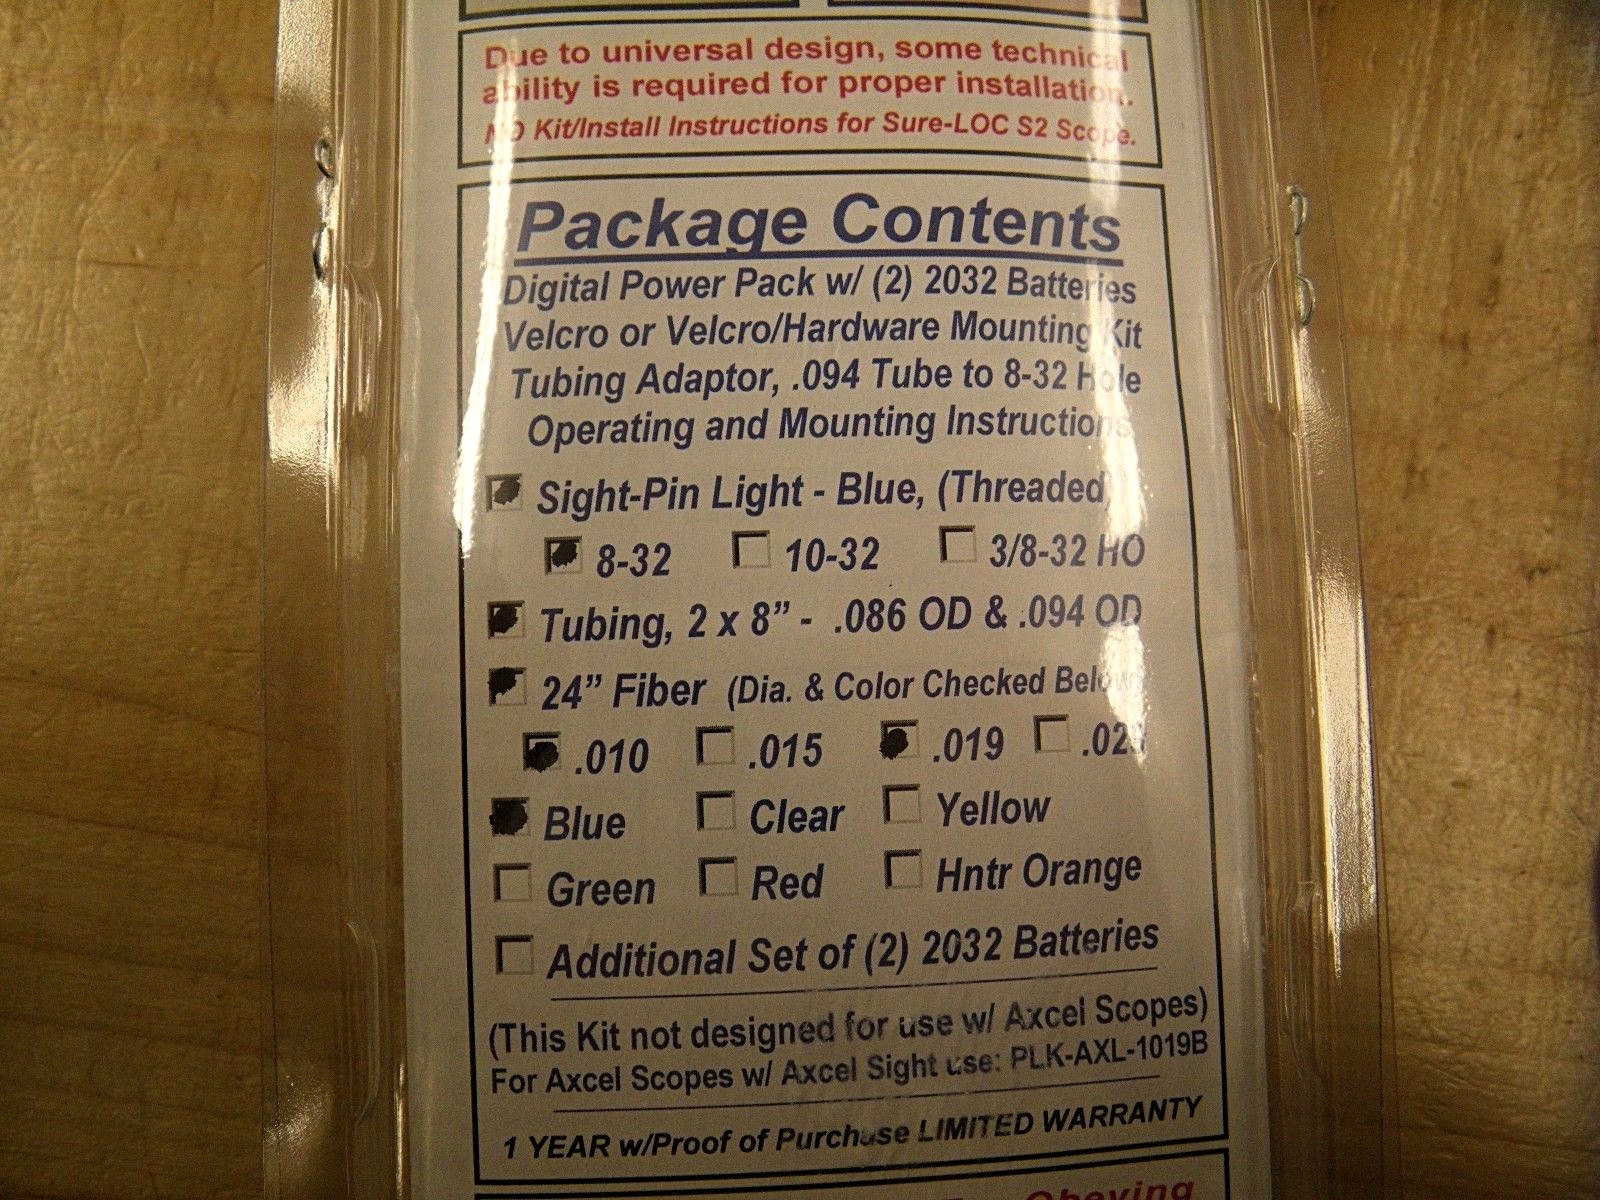 Due to universal design, some technical
ability is required for proper installation.
NO Kit/Install Instructions for Sure-LOC S2 Scope.
Package Contents
Digital Power Pack w/ (2) 2032 Batteries
Velcro or Velcro/Hardware Mounting Kit
Tubing Adaptor, .094 Tube to 8-32 Hole
Operating and Mounting Instructions
Sight-Pin Light - Blue, (Threaded)
8-32 10-32 3/8-32 HO
Tubing, 2 x 8” - .086 OD & .094 OD
24” Fiber (Dia. & Color Checked Below)
.010 .015 .019
Blue Clear Yellow
Green Red Hntr Orange
Additional Set of (2) 2032 Batteries
(This Kit not designed for use w/ Axcel Scopes)
For Axcel Scopes w/ Axcel Sight use: PLK-AXL-1019B
1 YEAR w/Proof of Purchase LIMITED WARRANTY
Obeying